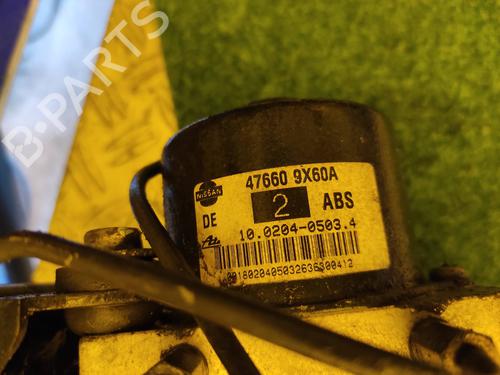 B-PARTS
NISSAN
47660 9X60A
DE 2 ABS
10.0204-0503.4